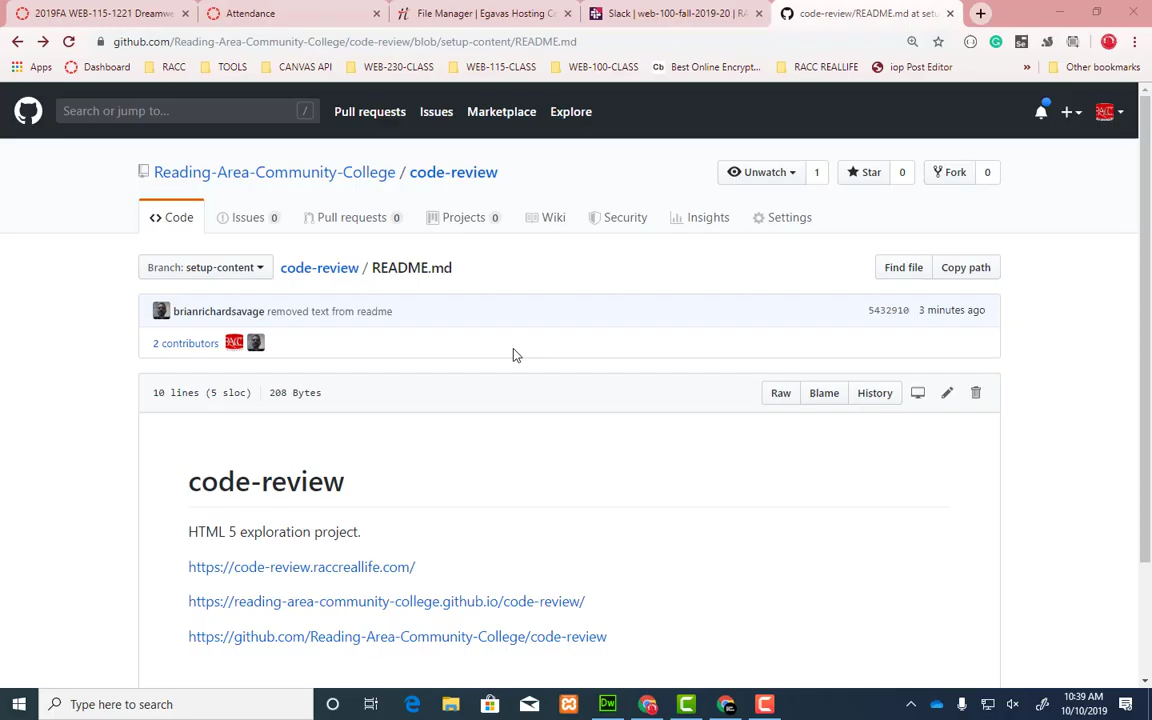 2019FA WEB-115-1221 Dreamwe
Attendance
File Manager | Egavas Hosting Co
Slack | web-100-fall-2019-20 | RA
code-review/README.md at setu
github.com/Reading-Area-Community-College/code-review/blob/setup-content/README.md
Apps
Dashboard
RACC
TOOLS
CANVAS API
WEB-230-CLASS
WEB-115-CLASS
WEB-100-CLASS
Cb Best Online Encrypt...
RACC REALLIFE
iop Post Editor
»
Other bookmarks
Search or jump to... /
Pull requests
Issues
Marketplace
Explore
Reading-Area-Community-College / code-review
Unwatch 1
Star 0
Fork 0
Code
Issues 0
Pull requests 0
Projects 0
Wiki
Security
Insights
Settings
Branch: setup-content
code-review / README.md
Find file
Copy path
brianrichardsavage removed text from readme
5432910 3 minutes ago
2 contributors
10 lines (5 sloc) 208 Bytes
Raw
Blame
History
code-review
HTML 5 exploration project.
https://code-review.raccreallife.com/
https://reading-area-community-college.github.io/code-review/
https://github.com/Reading-Area-Community-College/code-review
Type here to search
Dw
10:39 AM
10/10/2019